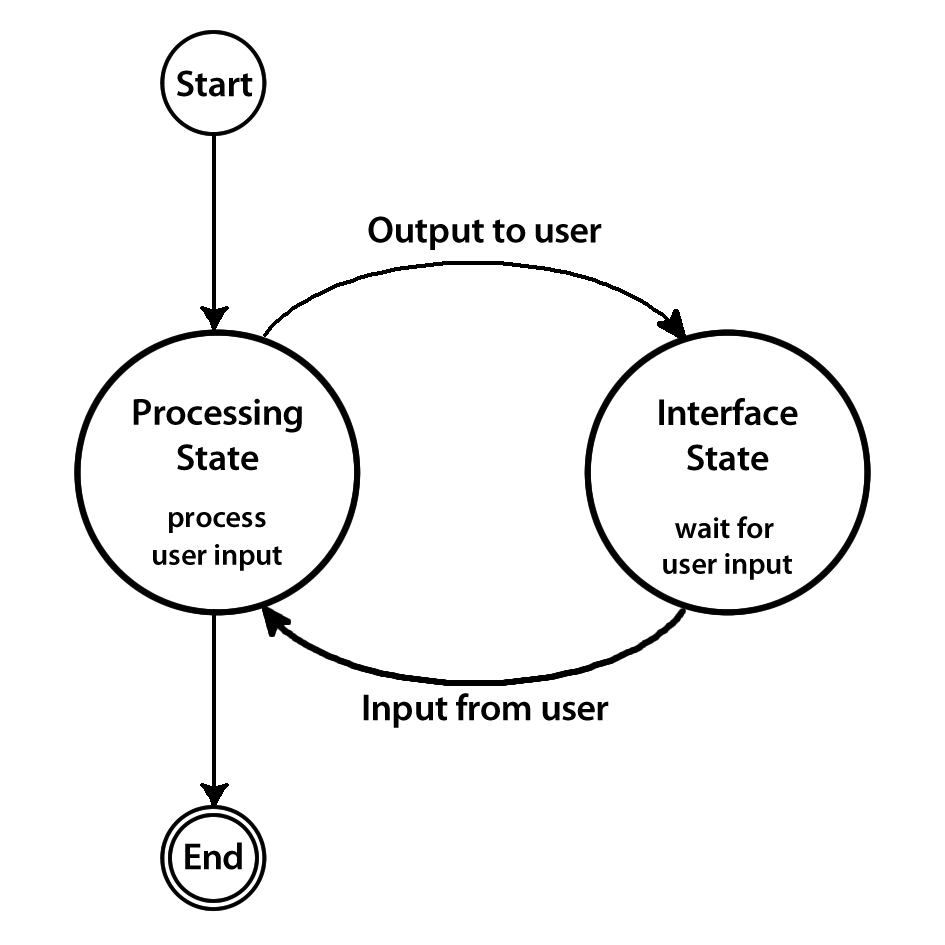 Start
Output to user
Processing
State
process
user input
Interface
State
wait for
user input
Input from user
End